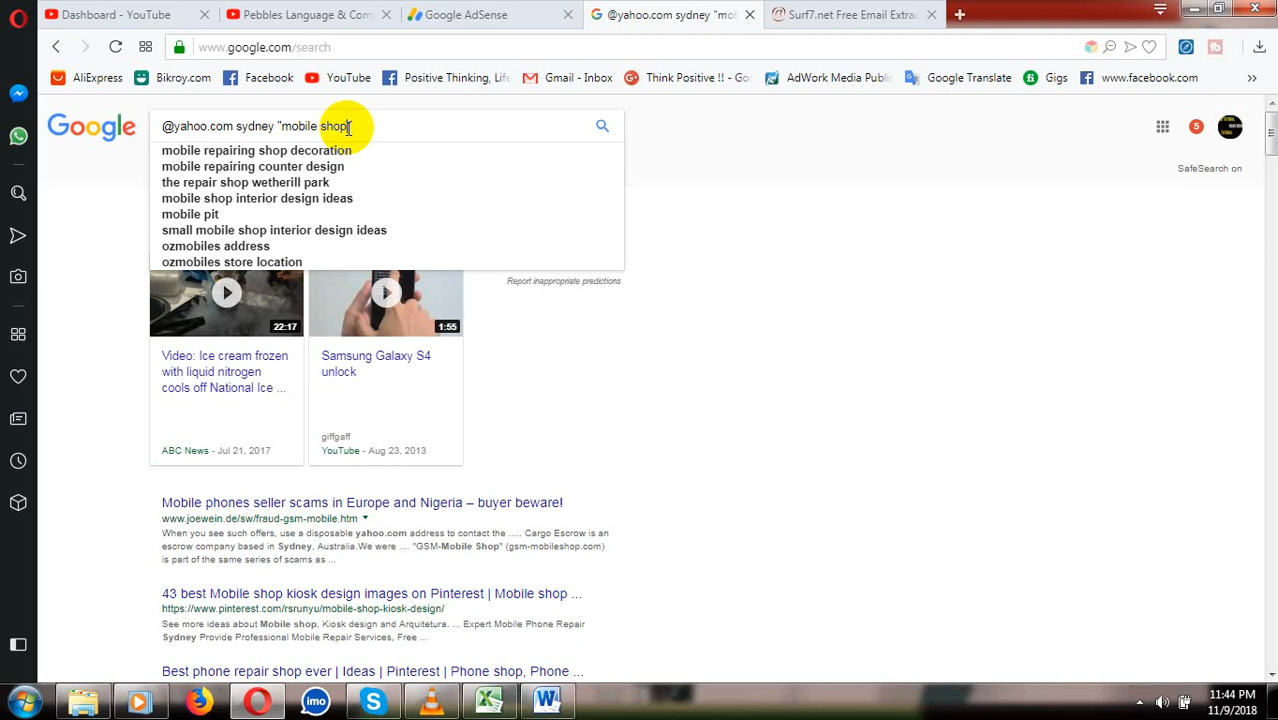 Dashboard - YouTube
Pebbles Language & Comp
Google AdSense
@yahoo.com sydney "mobile
Surf7.net Free Email Extrac
www.google.com/search
AliExpress
Bikroy.com
Facebook
YouTube
Positive Thinking, Life
Gmail - Inbox
Think Positive !! - Go
AdWork Media Publi
Google Translate
Gigs
www.facebook.com
Google
@yahoo.com sydney "mobile shop
5
SafeSearch on
mobile repairing shop decoration
mobile repairing counter design
the repair shop wetherill park
mobile shop interior design ideas
mobile pit
small mobile shop interior design ideas
ozmobiles address
ozmobiles store location
Report inappropriate predictions
22:17
1:55
Video: Ice cream frozen
with liquid nitrogen
cools off National Ice ...
ABC News - Jul 21, 2017
Samsung Galaxy S4
unlock
giffgaff
YouTube - Aug 23, 2013
Mobile phones seller scams in Europe and Nigeria – buyer beware!
www.joewein.de/sw/fraud-gsm-mobile.htm
When you see such offers, use a disposable yahoo.com address to contact the ..... Cargo Escrow is an
escrow company based in Sydney, Australia.We were .... "GSM-Mobile Shop" (gsm-mobileshop.com)
is part of the same series of scams as ...
43 best Mobile shop kiosk design images on Pinterest | Mobile shop ...
https://www.pinterest.com/rsrunyu/mobile-shop-kiosk-design/
See more ideas about Mobile shop, Kiosk design and Arquitetura. ... Expert Mobile Phone Repair
Sydney Provide Professional Mobile Repair Services, Free ...
Best phone repair shop ever | Ideas | Pinterest | Phone shop, Phone ...
imo
11:44 PM
11/9/2018